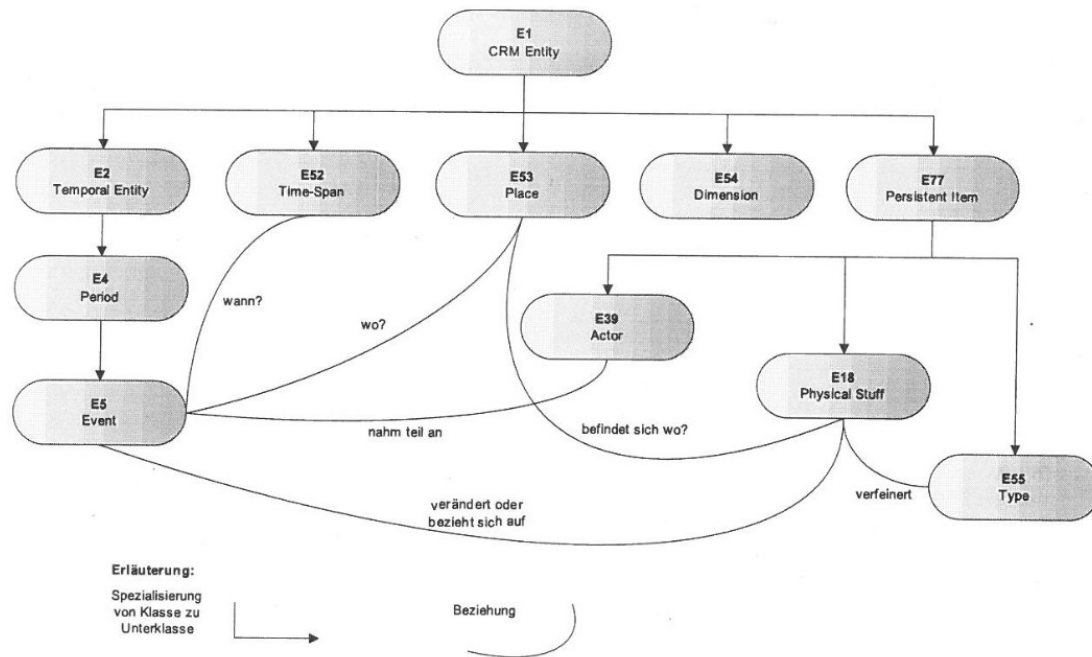 E1
CRM Entity
E2
Temporal Entity
E52
Time-Span
E53
Place
E54
Dimension
E77
Persistent Item
E4
Period
wann?
wo?
E39
Actor
E5
Event
nahm teil an
befindet sich wo?
E18
Physical Stuff
verfeinert
E55
Type
verändert oder
bezieht sich auf
Erläuterung:
Spezialisierung
von Klasse zu
Unterklasse
Beziehung